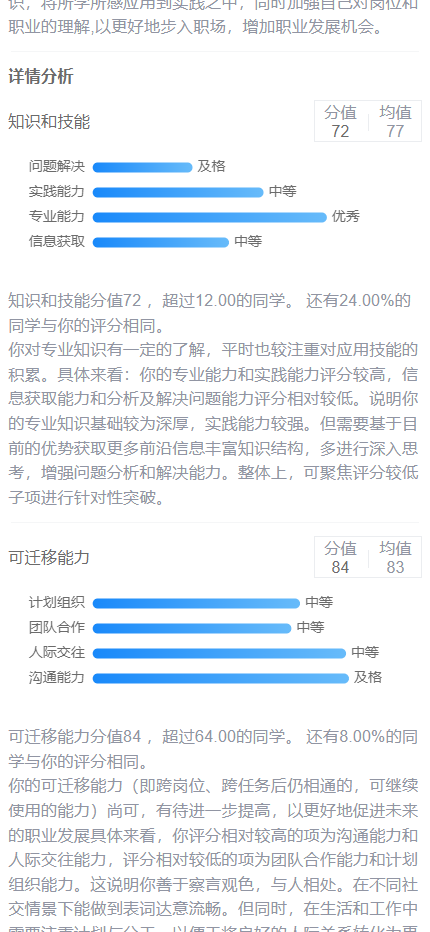 识，将所学所感应用到实践之中，同时加强自己对岗位和
职业的理解,以更好地步入职场，增加职业发展机会。
详情分析
知识和技能
分值 均值
72 77
问题解决 及格
实践能力 中等
专业能力 优秀
信息获取 中等
知识和技能分值72 ，超过12.00的同学。 还有24.00%的
同学与你的评分相同。
你对专业知识有一定的了解，平时也较注重对应用技能的
积累。具体来看：你的专业能力和实践能力评分较高，信
息获取能力和分析及解决问题能力评分相对较低。说明你
的专业知识基础较为深厚，实践能力较强。但需要基于目
前的优势获取更多前沿信息丰富知识结构，多进行深入思
考，增强问题分析和解决能力。整体上，可聚焦评分较低
子项进行针对性突破。
可迁移能力
分值 均值
84 83
计划组织 中等
团队合作 中等
人际交往 中等
沟通能力 及格
可迁移能力分值84 ，超过64.00的同学。 还有8.00%的同
学与你的评分相同。
你的可迁移能力（即跨岗位、跨任务后仍相通的，可继续
使用的能力）尚可，有待进一步提高，以更好地促进未来
的职业发展具体来看，你评分相对较高的项为沟通能力和
人际交往能力，评分相对较低的项为团队合作能力和计划
组织能力。这说明你善于察言观色，与人相处。在不同社
交情景下能做到表词达意流畅。但同时，在生活和工作中
需要注重计划与分工，以便于将良好的人际关系转化为更